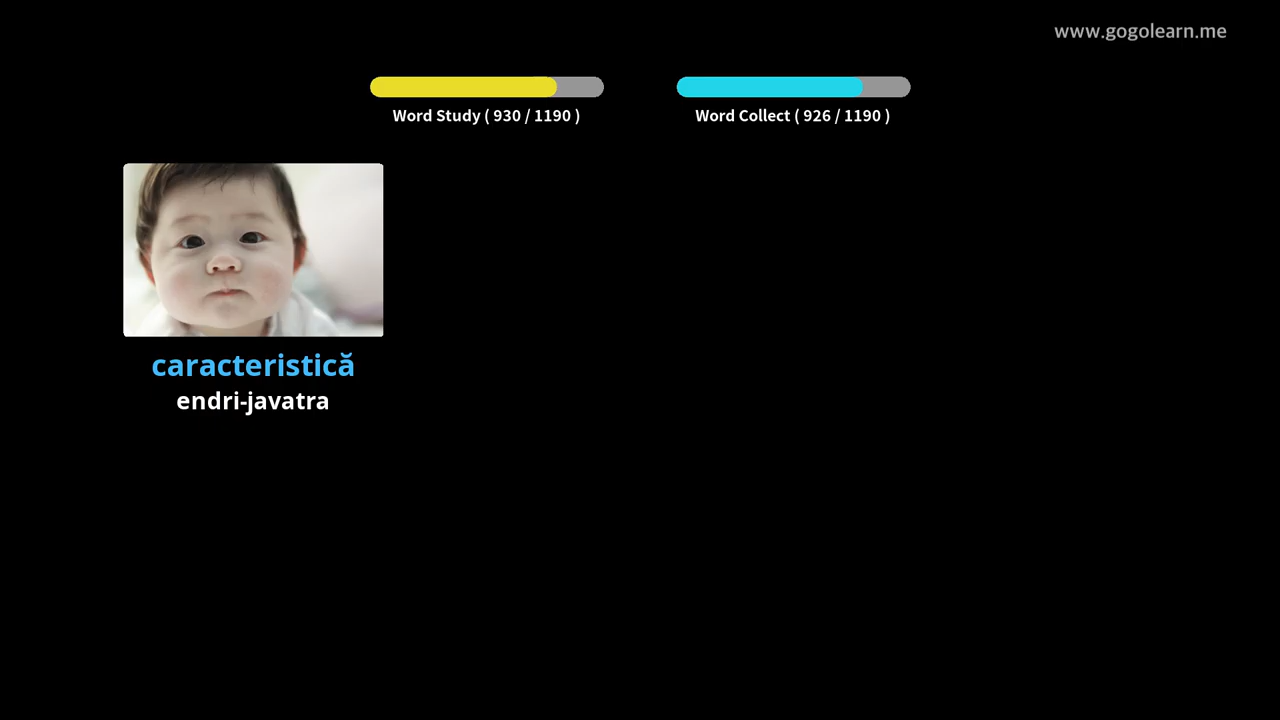 www.gogolearn.me
Word Study ( 930 / 1190 )
Word Collect ( 926 / 1190 )
caracteristică
endri-javatra